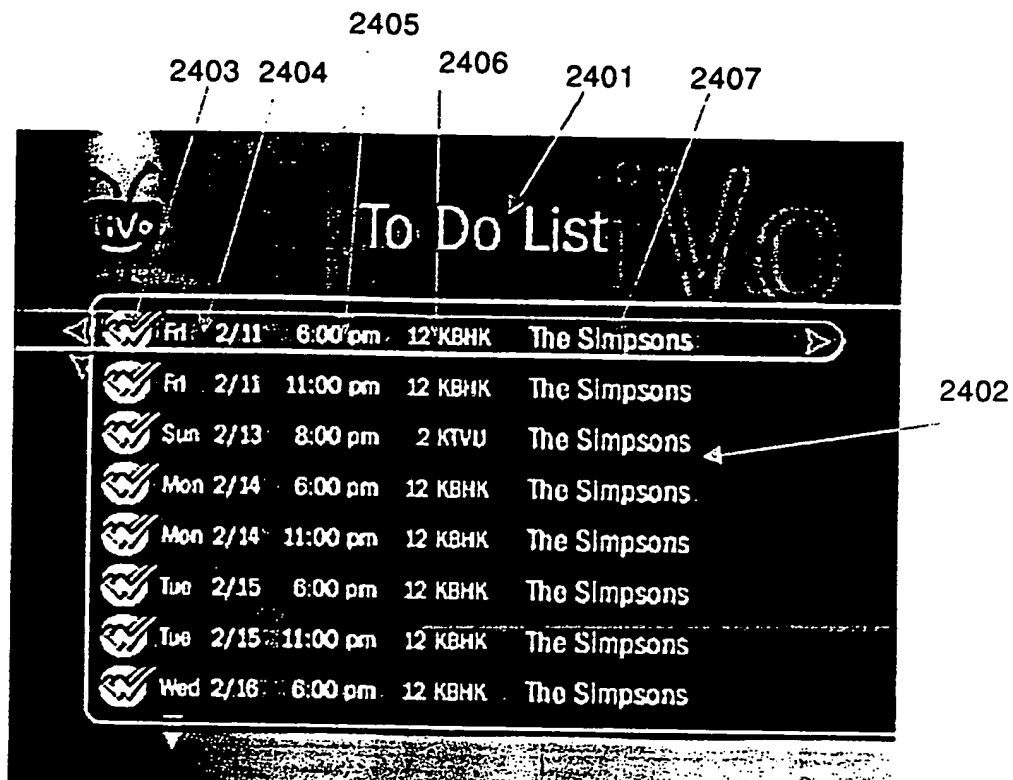 2405
2403 2404 2406 2401 2407
TiVo To Do List TiVo
Fri 2/11 6:00 pm 12 KBHK The Simpsons
Fri 2/11 11:00 pm 12 KBHK The Simpsons
2402
Sun 2/13 8:00 pm 2 KTVU The Simpsons
Mon 2/14 6:00 pm 12 KBHK The Simpsons
Mon 2/14 11:00 pm 12 KBHK The Simpsons
Tue 2/15 6:00 pm 12 KBHK The Simpsons
Tue 2/15 11:00 pm 12 KBHK The Simpsons
Wed 2/16 6:00 pm 12 KBHK The Simpsons